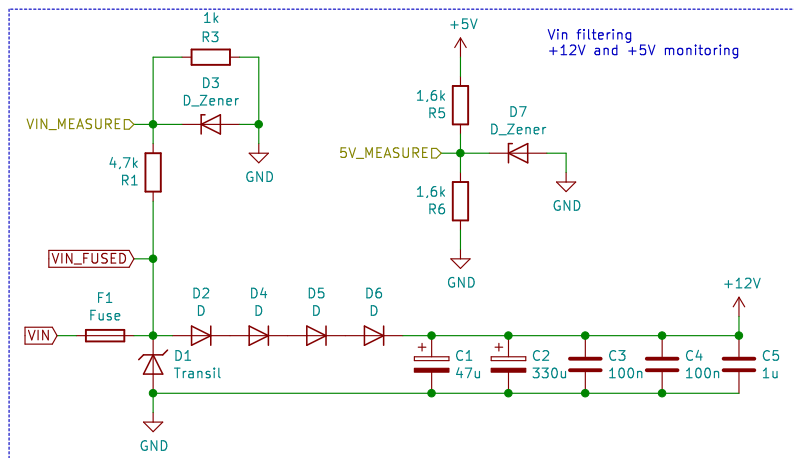 1k
R3
Vin filtering
+12V and +5V monitoring
+5V
D3
D_Zener
VIN_MEASURE
1,6k
R5
D7
D_Zener
5V_MEASURE
4,7k
R1
GND
1,6k
R6
GND
VIN_FUSED
GND
+12V
F1
Fuse
D2
D
D4
D
D5
D
D6
D
VIN
D1
Transil
+
C1
47u
+
C2
330u
C3
100n
C4
100n
C5
1u
GND